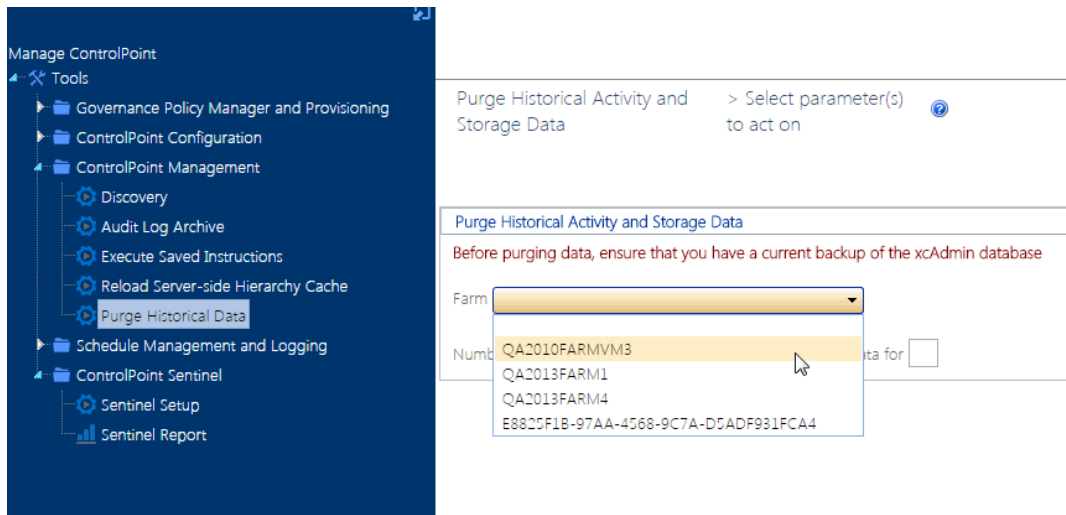 Manage ControlPoint
Tools
Governance Policy Manager and Provisioning
ControlPoint Configuration
ControlPoint Management
Discovery
Audit Log Archive
Execute Saved Instructions
Reload Server-side Hierarchy Cache
Purge Historical Data
Schedule Management and Logging
ControlPoint Sentinel
Sentinel Setup
Sentinel Report
Purge Historical Activity and
Storage Data
> Select parameter(s)
to act on
?
Purge Historical Activity and Storage Data
Before purging data, ensure that you have a current backup of the xcAdmin database
Farm
QA2010FARMVM3
QA2013FARM1
QA2013FARM4
E8825F1B-97AA-4568-9C7A-D5ADF931FCA4
for